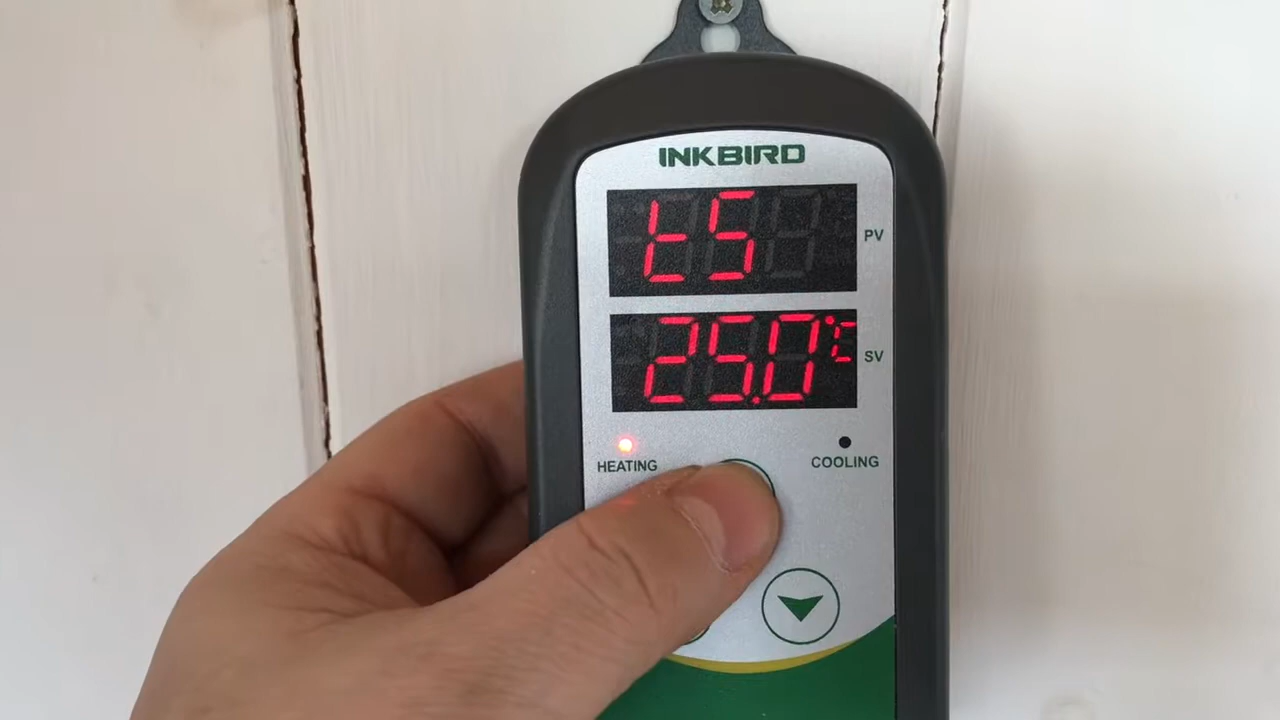 INKBIRD
tS
PV
25.0°C
SV
HEATING
COOLING